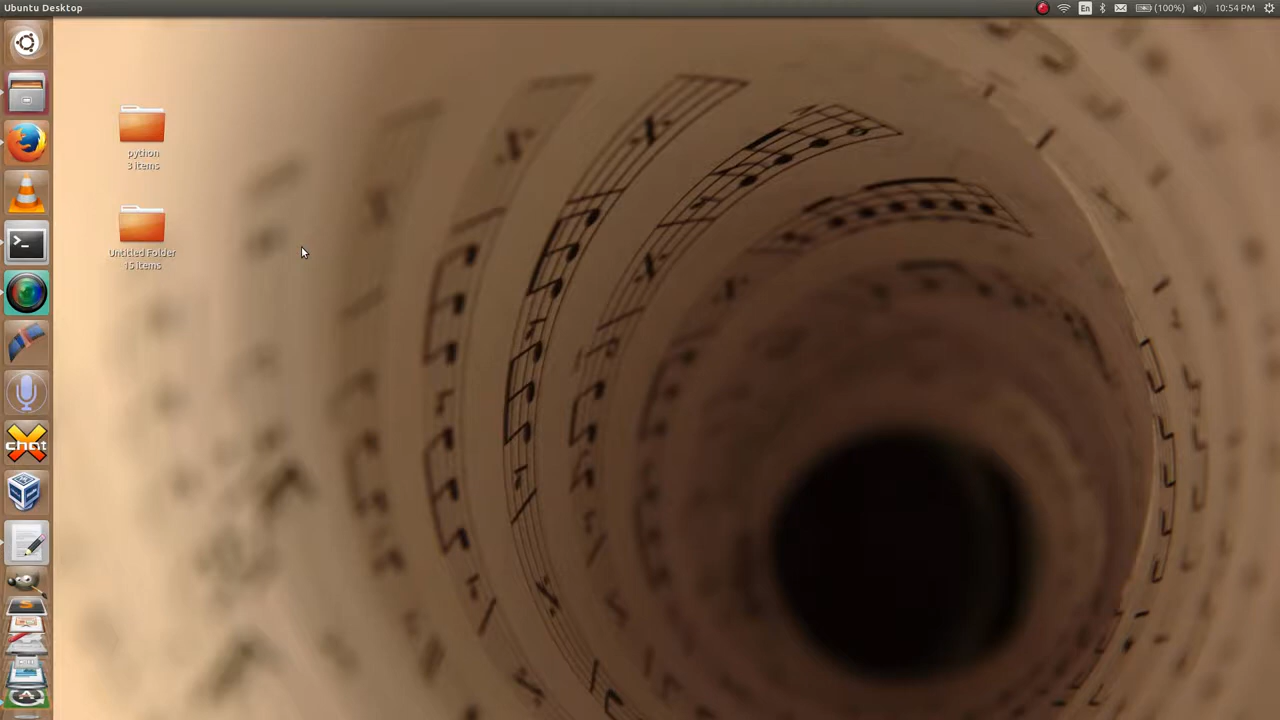 Ubuntu Desktop
En
(100%)
10:54 PM
python
3 items
Untitled Folder
15 items
chat